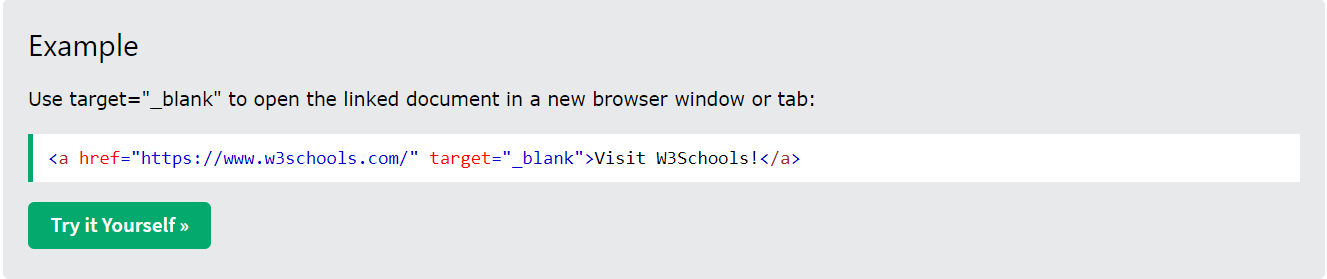 Example
Use target="_blank" to open the linked document in a new browser window or tab:
<a href="https://www.w3schools.com/" target="_blank">Visit W3Schools!</a>
Try it Yourself »